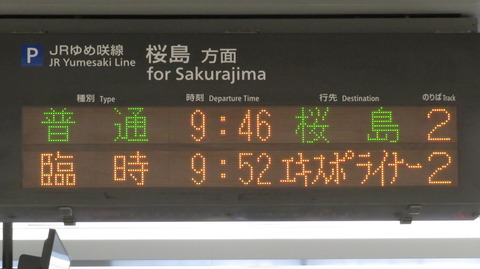 P JRゆめ咲線 桜島 方面
JR Yumesaki Line for Sakurajima
種別 Type 時刻 Departure Time 行先 Destination のりば Track
普通 9:46 桜島 2
臨時 9:52 エキスポライナー 2